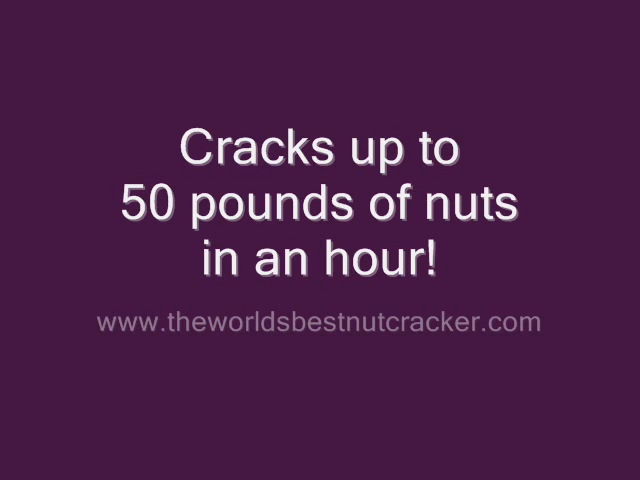 Cracks up to
50 pounds of nuts
in an hour!
www.theworldsbestnutcracker.com